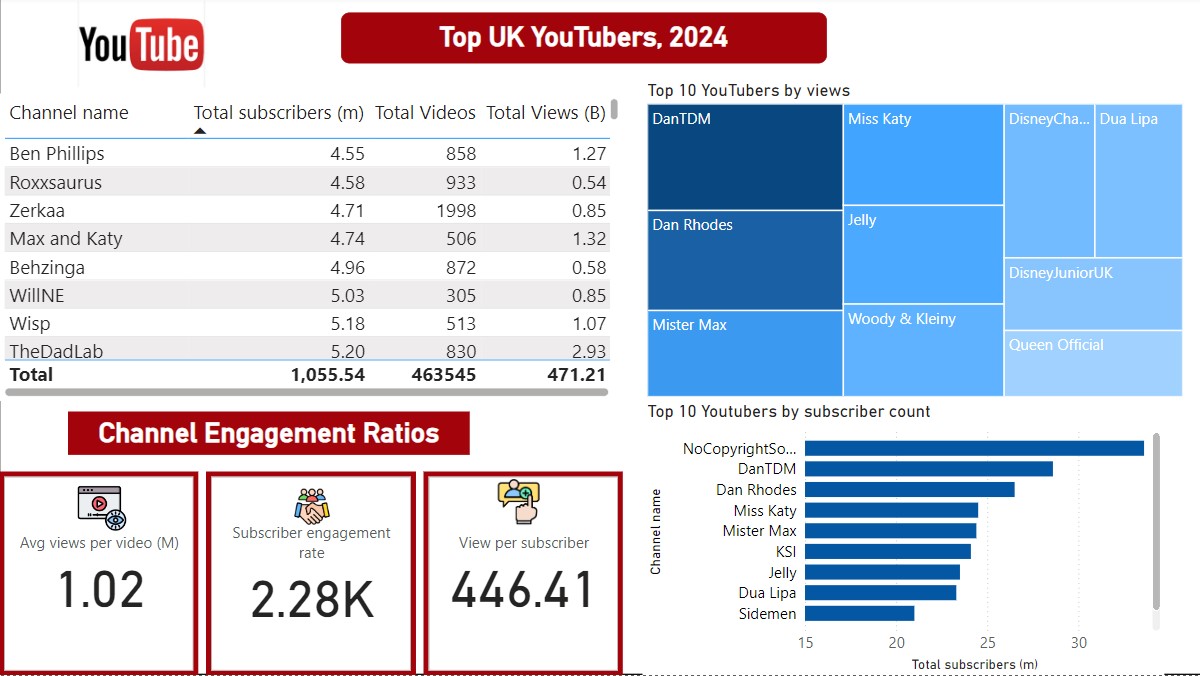 YouTube
Top UK YouTubers, 2024
Channel name Total subscribers (m) Total Videos Total Views (B)
Ben Phillips 4.55 858 1.27
Roxxsaurus 4.58 933 0.54
Zerkaa 4.71 1998 0.85
Max and Katy 4.74 506 1.32
Behzinga 4.96 872 0.58
WillNE 5.03 305 0.85
Wisp 5.18 513 1.07
TheDadLab 5.20 830 2.93
Total 1,055.54 463545 471.21
Top 10 YouTubers by views
DanTDM
Dan Rhodes
Mister Max
Miss Katy
Jelly
Woody & Kleiny
DisneyCha...
Dua Lipa
DisneyJuniorUK
Queen Official
Channel Engagement Ratios
Avg views per video (M)
1.02
Subscriber engagement
rate
2.28K
View per subscriber
446.41
Top 10 Youtubers by subscriber count
Channel name
NoCopyrightSo...
DanTDM
Dan Rhodes
Miss Katy
Mister Max
KSI
Jelly
Dua Lipa
Sidemen
15 20 25 30
Total subscribers (m)